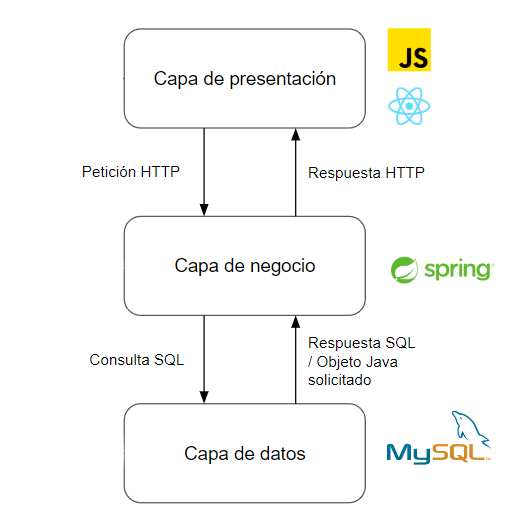 Capa de presentación
JS
Petición HTTP
Respuesta HTTP
Capa de negocio
spring
Consulta SQL
Respuesta SQL
/ Objeto Java
solicitado
Capa de datos
MySQL